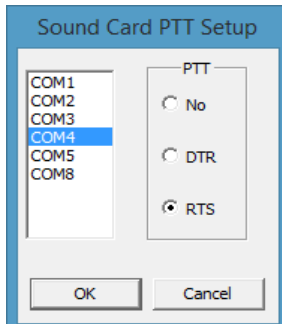 Sound Card PTT Setup
COM1
COM2
COM3
COM4
COM5
COM8
PTT
No
DTR
RTS
OK
Cancel